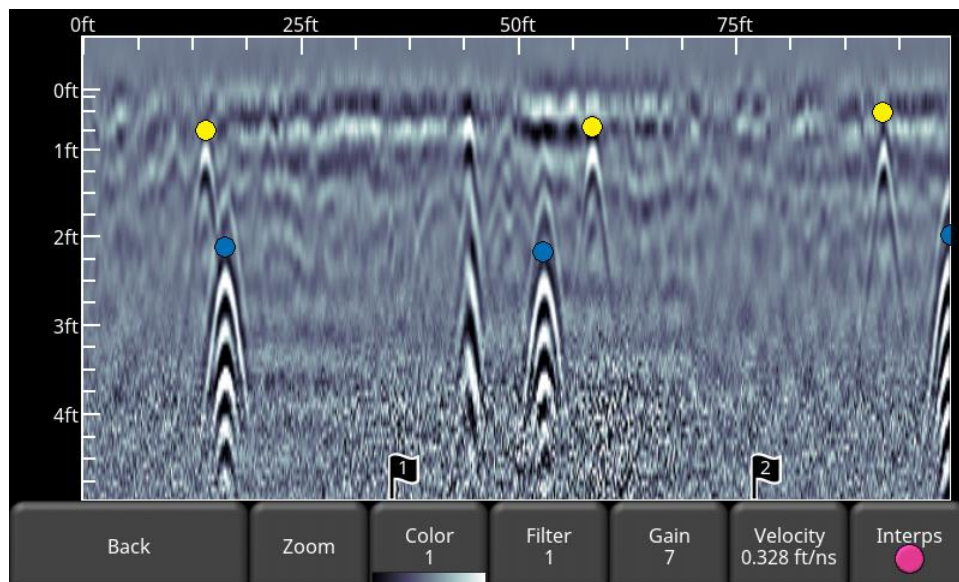 0ft 25ft 50ft 75ft
0ft
1ft
2ft
3ft
4ft
1 2
Back Zoom Color Filter Gain Velocity Interps
1 1 7 0.328 ft/ns